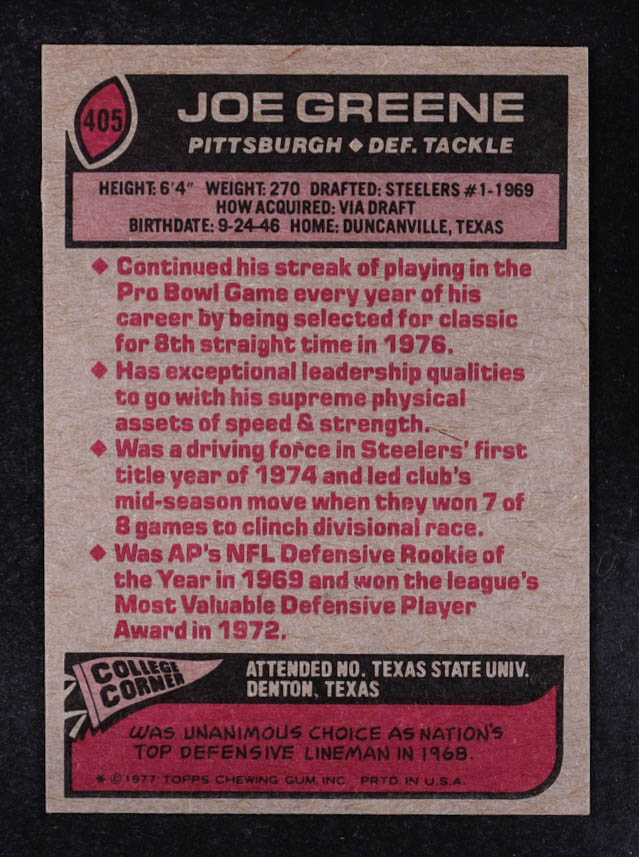 405
JOE GREENE
PITTSBURGH ◆ DEF. TACKLE
HEIGHT: 6'4" WEIGHT: 270 DRAFTED: STEELERS #1-1969
HOW ACQUIRED: VIA DRAFT
BIRTHDATE: 9-24-46 HOME: DUNCANVILLE, TEXAS
◆ Continued his streak of playing in the
Pro Bowl Game every year of his
career by being selected for classic
for 8th straight time in 1976.
◆ Has exceptional leadership qualities
to go with his supreme physical
assets of speed & strength.
◆ Was a driving force in Steelers' first
title year of 1974 and led club's
mid-season move when they won 7 of
8 games to clinch divisional race.
◆ Was AP's NFL Defensive Rookie of
the Year in 1969 and won the league's
Most Valuable Defensive Player
Award in 1972.
COLLEGE
CORNER
ATTENDED NO. TEXAS STATE UNIV.
DENTON, TEXAS
WAS UNANIMOUS CHOICE AS NATION'S
TOP DEFENSIVE LINEMAN IN 1968.
* © 1977 TOPPS CHEWING GUM, INC. PRTD. IN U.S.A.